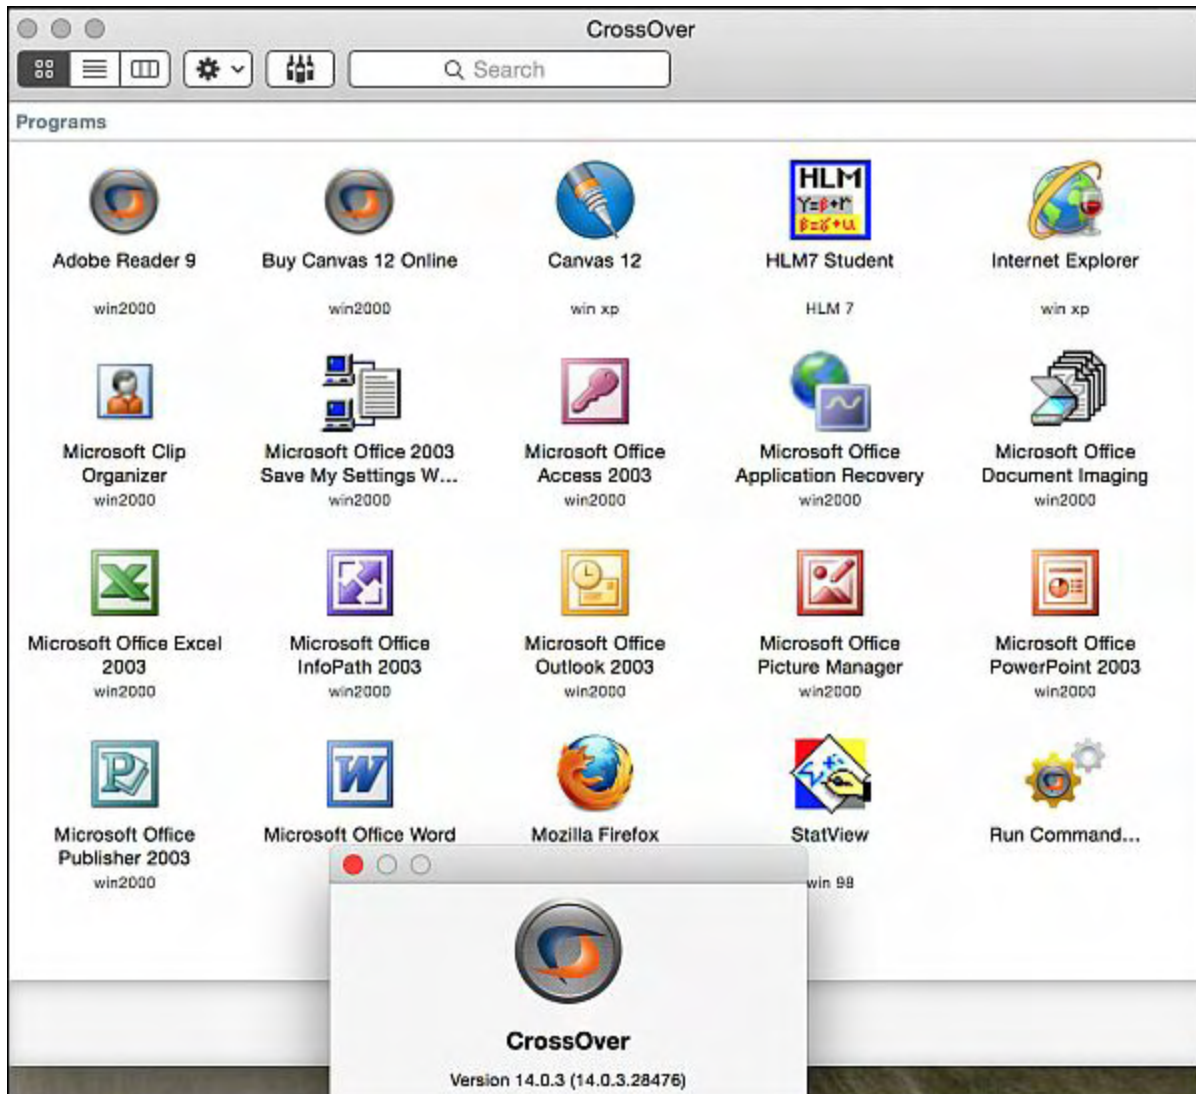 CrossOver
Search
Programs
Adobe Reader 9
win2000
Buy Canvas 12 Online
win2000
Canvas 12
win xp
HLM
Y=β+r
β=γ+u
HLM7 Student
HLM 7
Internet Explorer
win xp
Microsoft Clip
Organizer
win2000
Microsoft Office 2003
Save My Settings W...
win2000
Microsoft Office
Access 2003
win2000
Microsoft Office
Application Recovery
win2000
Microsoft Office
Document Imaging
win2000
Microsoft Office Excel
2003
win2000
Microsoft Office
InfoPath 2003
win2000
Microsoft Office
Outlook 2003
win2000
Microsoft Office
Picture Manager
win2000
Microsoft Office
PowerPoint 2003
win2000
Microsoft Office
Publisher 2003
win2000
Microsoft Office Word
Mozilla Firefox
StatView
win 98
Run Command...
CrossOver
Version 14.0.3 (14.0.3.28476)